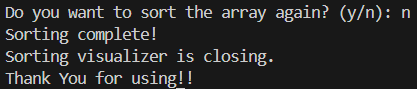 Do you want to sort the array again? (y/n): n
Sorting complete!
Sorting visualizer is closing.
Thank You for using!!